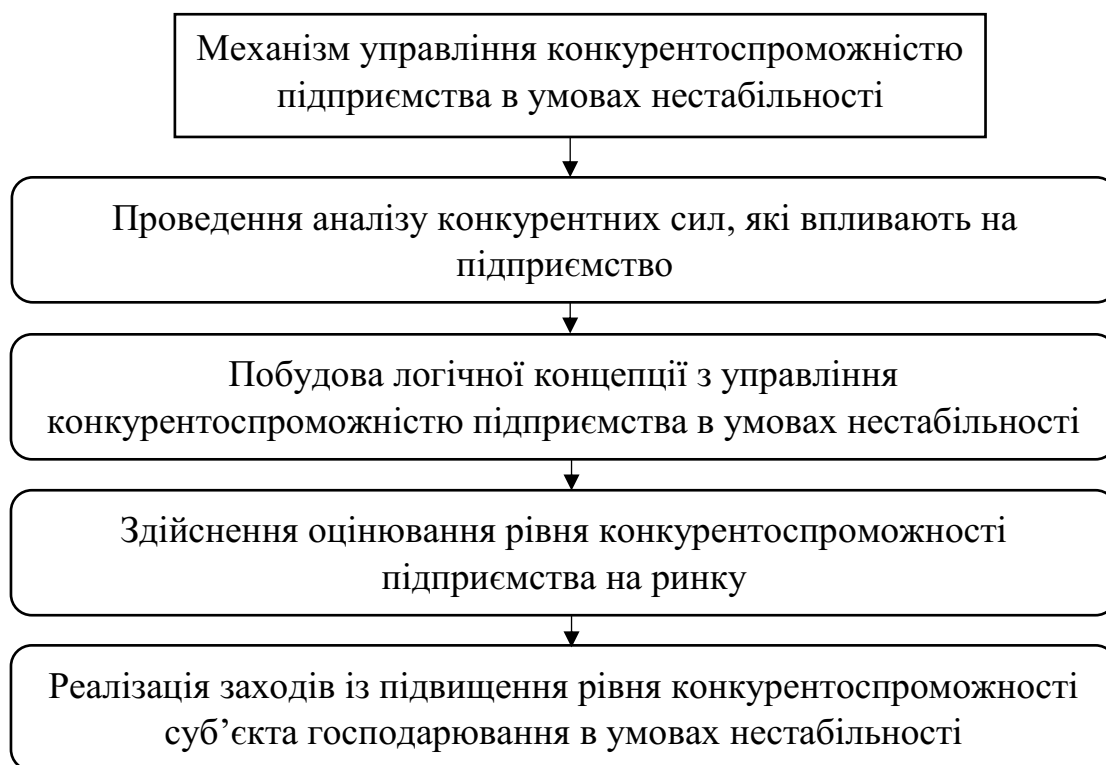 Механізм управління конкурентоспроможністю
підприємства в умовах нестабільності
Проведення аналізу конкурентних сил, які впливають на
підприємство
Побудова логічної концепції з управління
конкурентоспроможністю підприємства в умовах нестабільності
Здійснення оцінювання рівня конкурентоспроможності
підприємства на ринку
Реалізація заходів із підвищення рівня конкурентоспроможності
суб’єкта господарювання в умовах нестабільності